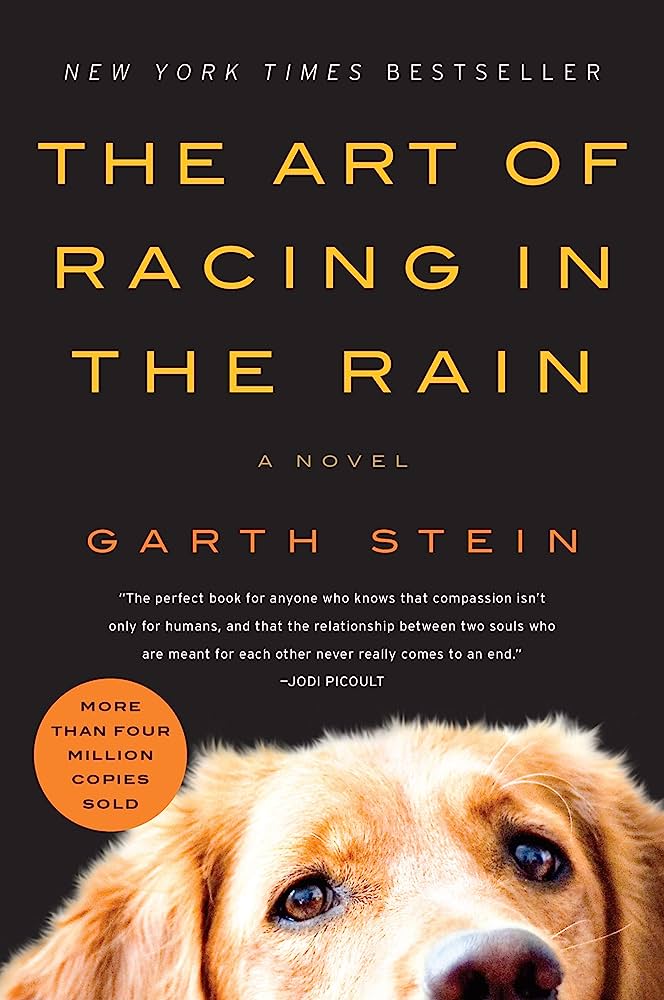 NEW YORK TIMES BESTSELLER
THE ART OF
RACING IN
THE RAIN
A NOVEL
GARTH STEIN
“The perfect book for anyone who knows that compassion isn’t
only for humans, and that the relationship between two souls who
are meant for each other never really comes to an end.”
—JODI PICOULT
MORE
THAN FOUR
MILLION
COPIES
SOLD